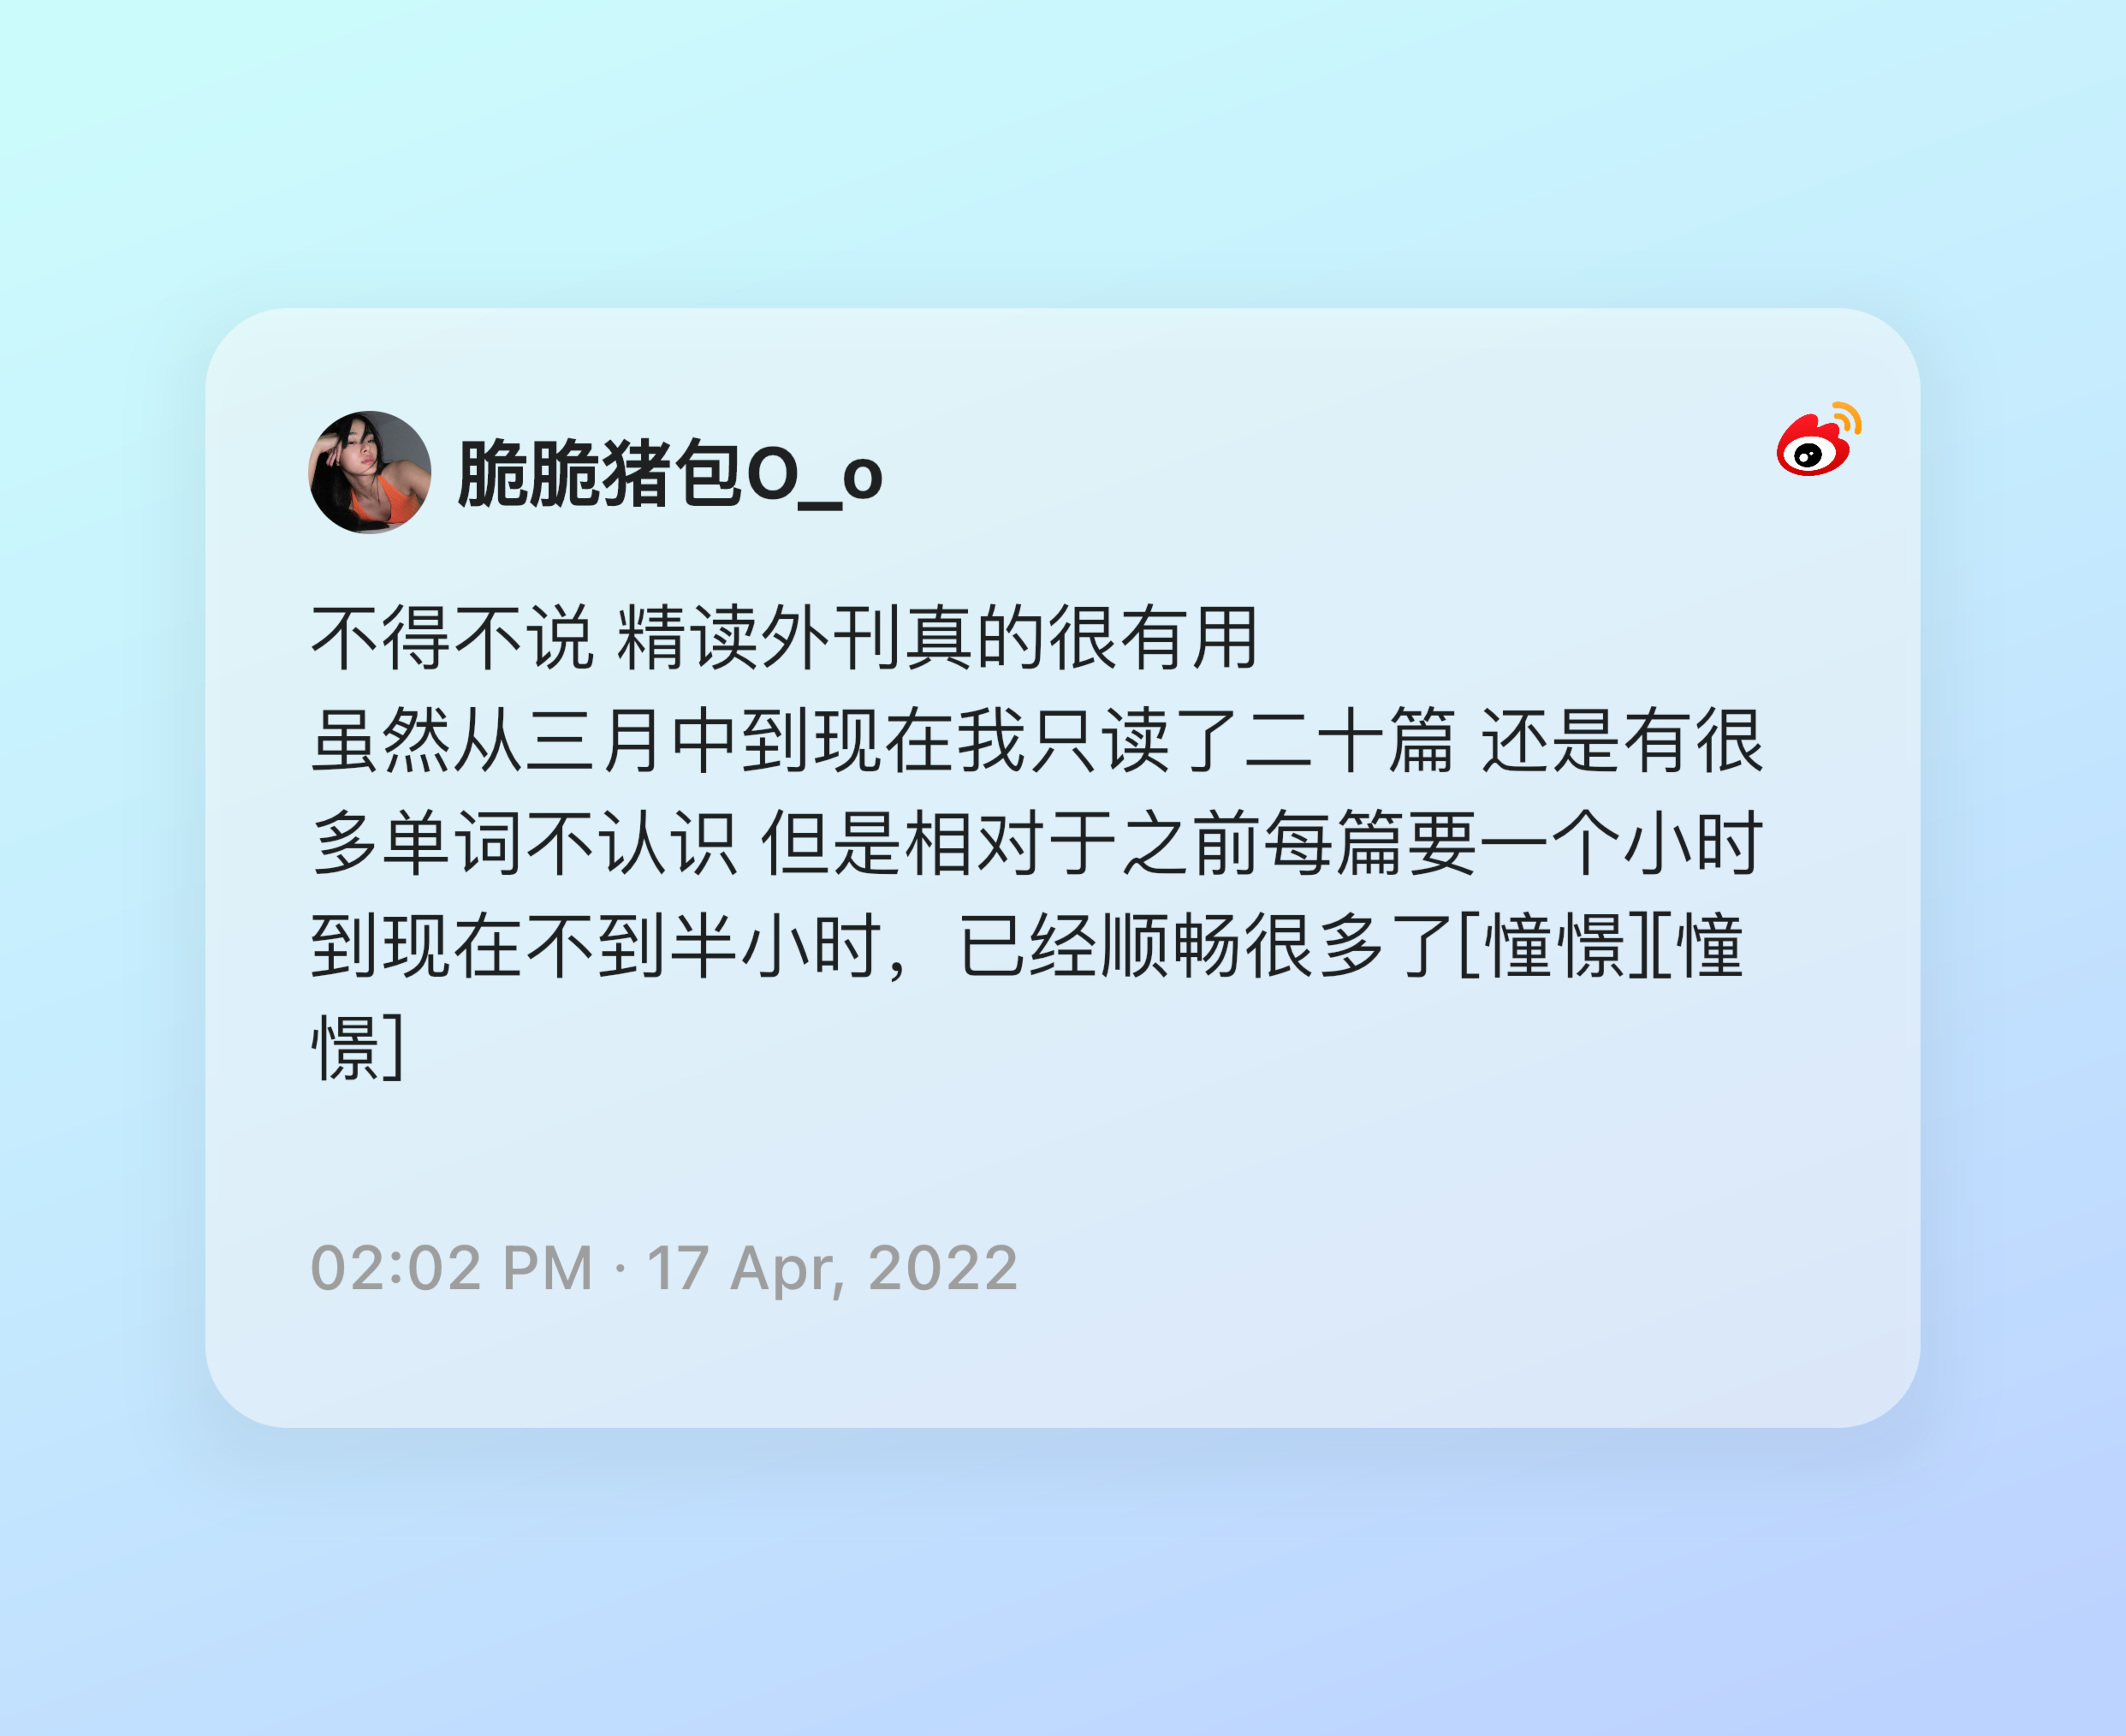 脆脆猪包O_o
不得不说 精读外刊真的很有用
虽然从三月中到现在我只读了二十篇 还是有很
多单词不认识 但是相对于之前每篇要一个小时
到现在不到半小时，已经顺畅很多了[憧憬][憧
憬]
02:02 PM · 17 Apr, 2022